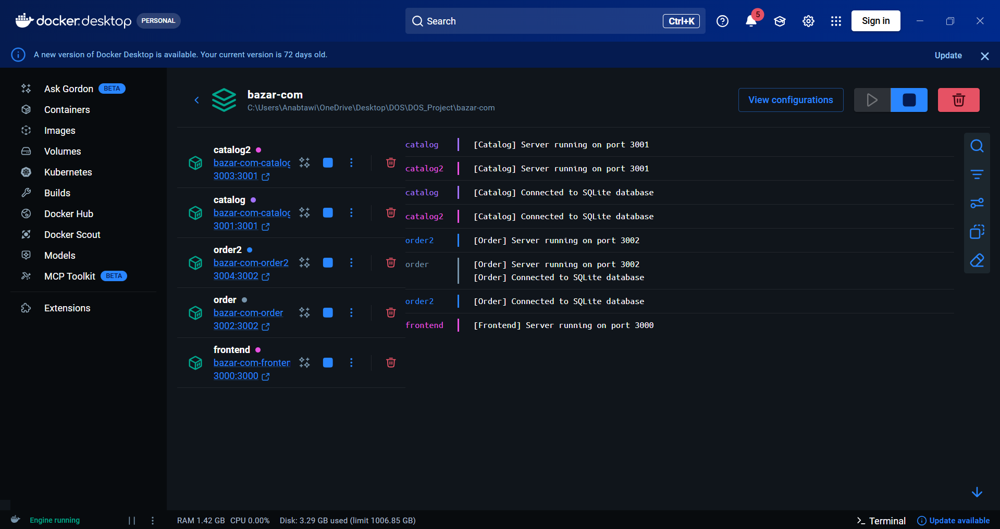 docker.desktop PERSONAL
Search Ctrl+K
5
Sign in
A new version of Docker Desktop is available. Your current version is 72 days old.
Update
Ask Gordon BETA
Containers
Images
Volumes
Kubernetes
Builds
Docker Hub
Docker Scout
Models
MCP Toolkit BETA
Extensions
bazar-com
C:\Users\Anabtawi\OneDrive\Desktop\DOS\DOS_Project\bazar-com
View configurations
catalog2
bazar-com-catalog
3003:3001
catalog
bazar-com-catalog
3001:3001
order2
bazar-com-order2
3004:3002
order
bazar-com-order
3002:3002
frontend
bazar-com-fronten
3000:3000
catalog [Catalog] Server running on port 3001
catalog2 [Catalog] Server running on port 3001
catalog [Catalog] Connected to SQLite database
catalog2 [Catalog] Connected to SQLite database
order2 [Order] Server running on port 3002
order [Order] Server running on port 3002
[Order] Connected to SQLite database
order2 [Order] Connected to SQLite database
frontend [Frontend] Server running on port 3000
Engine running
RAM 1.42 GB CPU 0.00% Disk: 3.29 GB used (limit 1006.85 GB)
Terminal
Update available